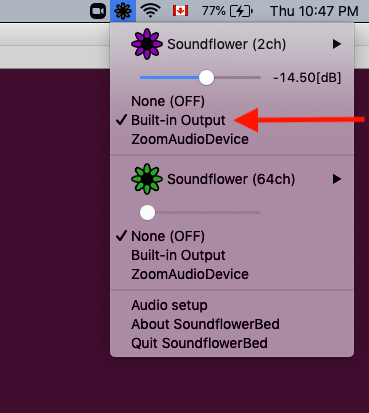 77% Thu 10:47 PM
Soundflower (2ch)
-14.50[dB]
None (OFF)
Built-in Output
ZoomAudioDevice
Soundflower (64ch)
None (OFF)
Built-in Output
ZoomAudioDevice
Audio setup
About SoundflowerBed
Quit SoundflowerBed